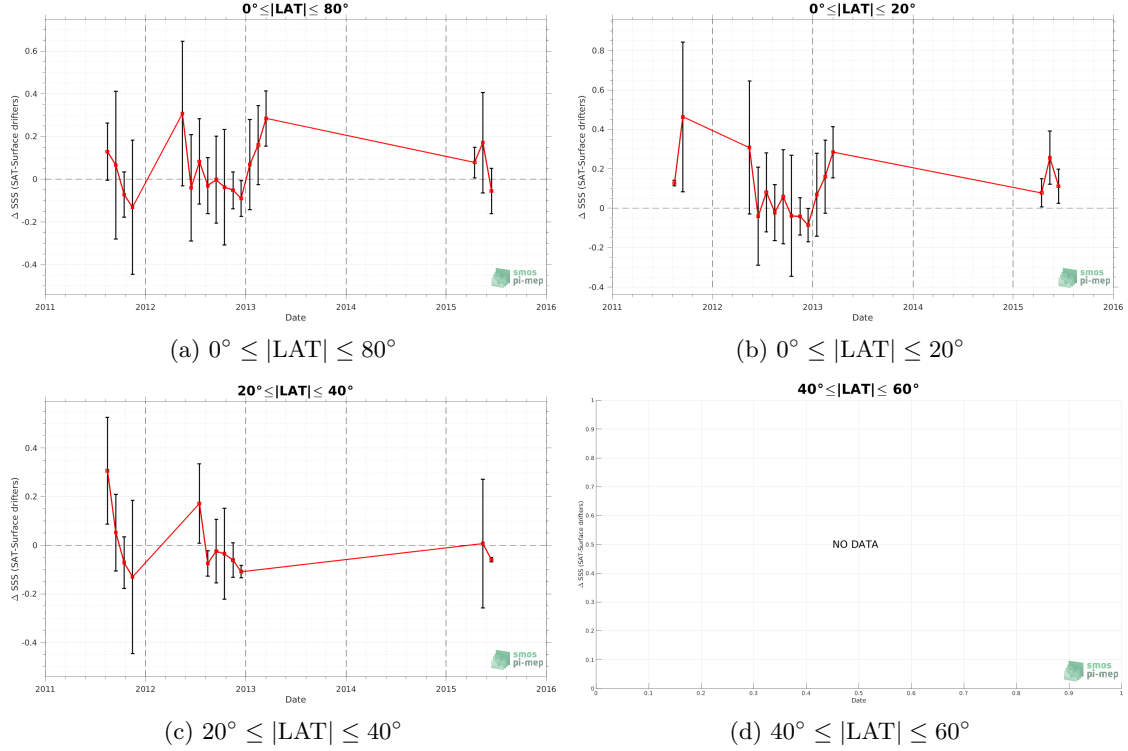 0°≤|LAT|≤ 80°
Δ SSS (SAT-Surface drifters)
0.6
0.4
0.2
0
-0.2
-0.4
2011 2012 2013 2014 2015 2016
Date
smos
pi-mep
(a) 0° ≤ |LAT| ≤ 80°
0°≤|LAT|≤ 20°
Δ SSS (SAT-Surface drifters)
0.8
0.6
0.4
0.2
0
-0.2
-0.4
2011 2012 2013 2014 2015 2016
Date
smos
pi-mep
(b) 0° ≤ |LAT| ≤ 20°
20°≤|LAT|≤ 40°
Δ SSS (SAT-Surface drifters)
0.4
0.2
0
-0.2
-0.4
2011 2012 2013 2014 2015 2016
Date
smos
pi-mep
(c) 20° ≤ |LAT| ≤ 40°
40°≤|LAT|≤ 60°
Δ SSS (SAT-Surface drifters)
1
0.9
0.8
0.7
0.6
0.5
0.4
0.3
0.2
0.1
0
NO DATA
0 0.1 0.2 0.3 0.4 0.5 0.6 0.7 0.8 0.9 1
Date
smos
pi-mep
(d) 40° ≤ |LAT| ≤ 60°